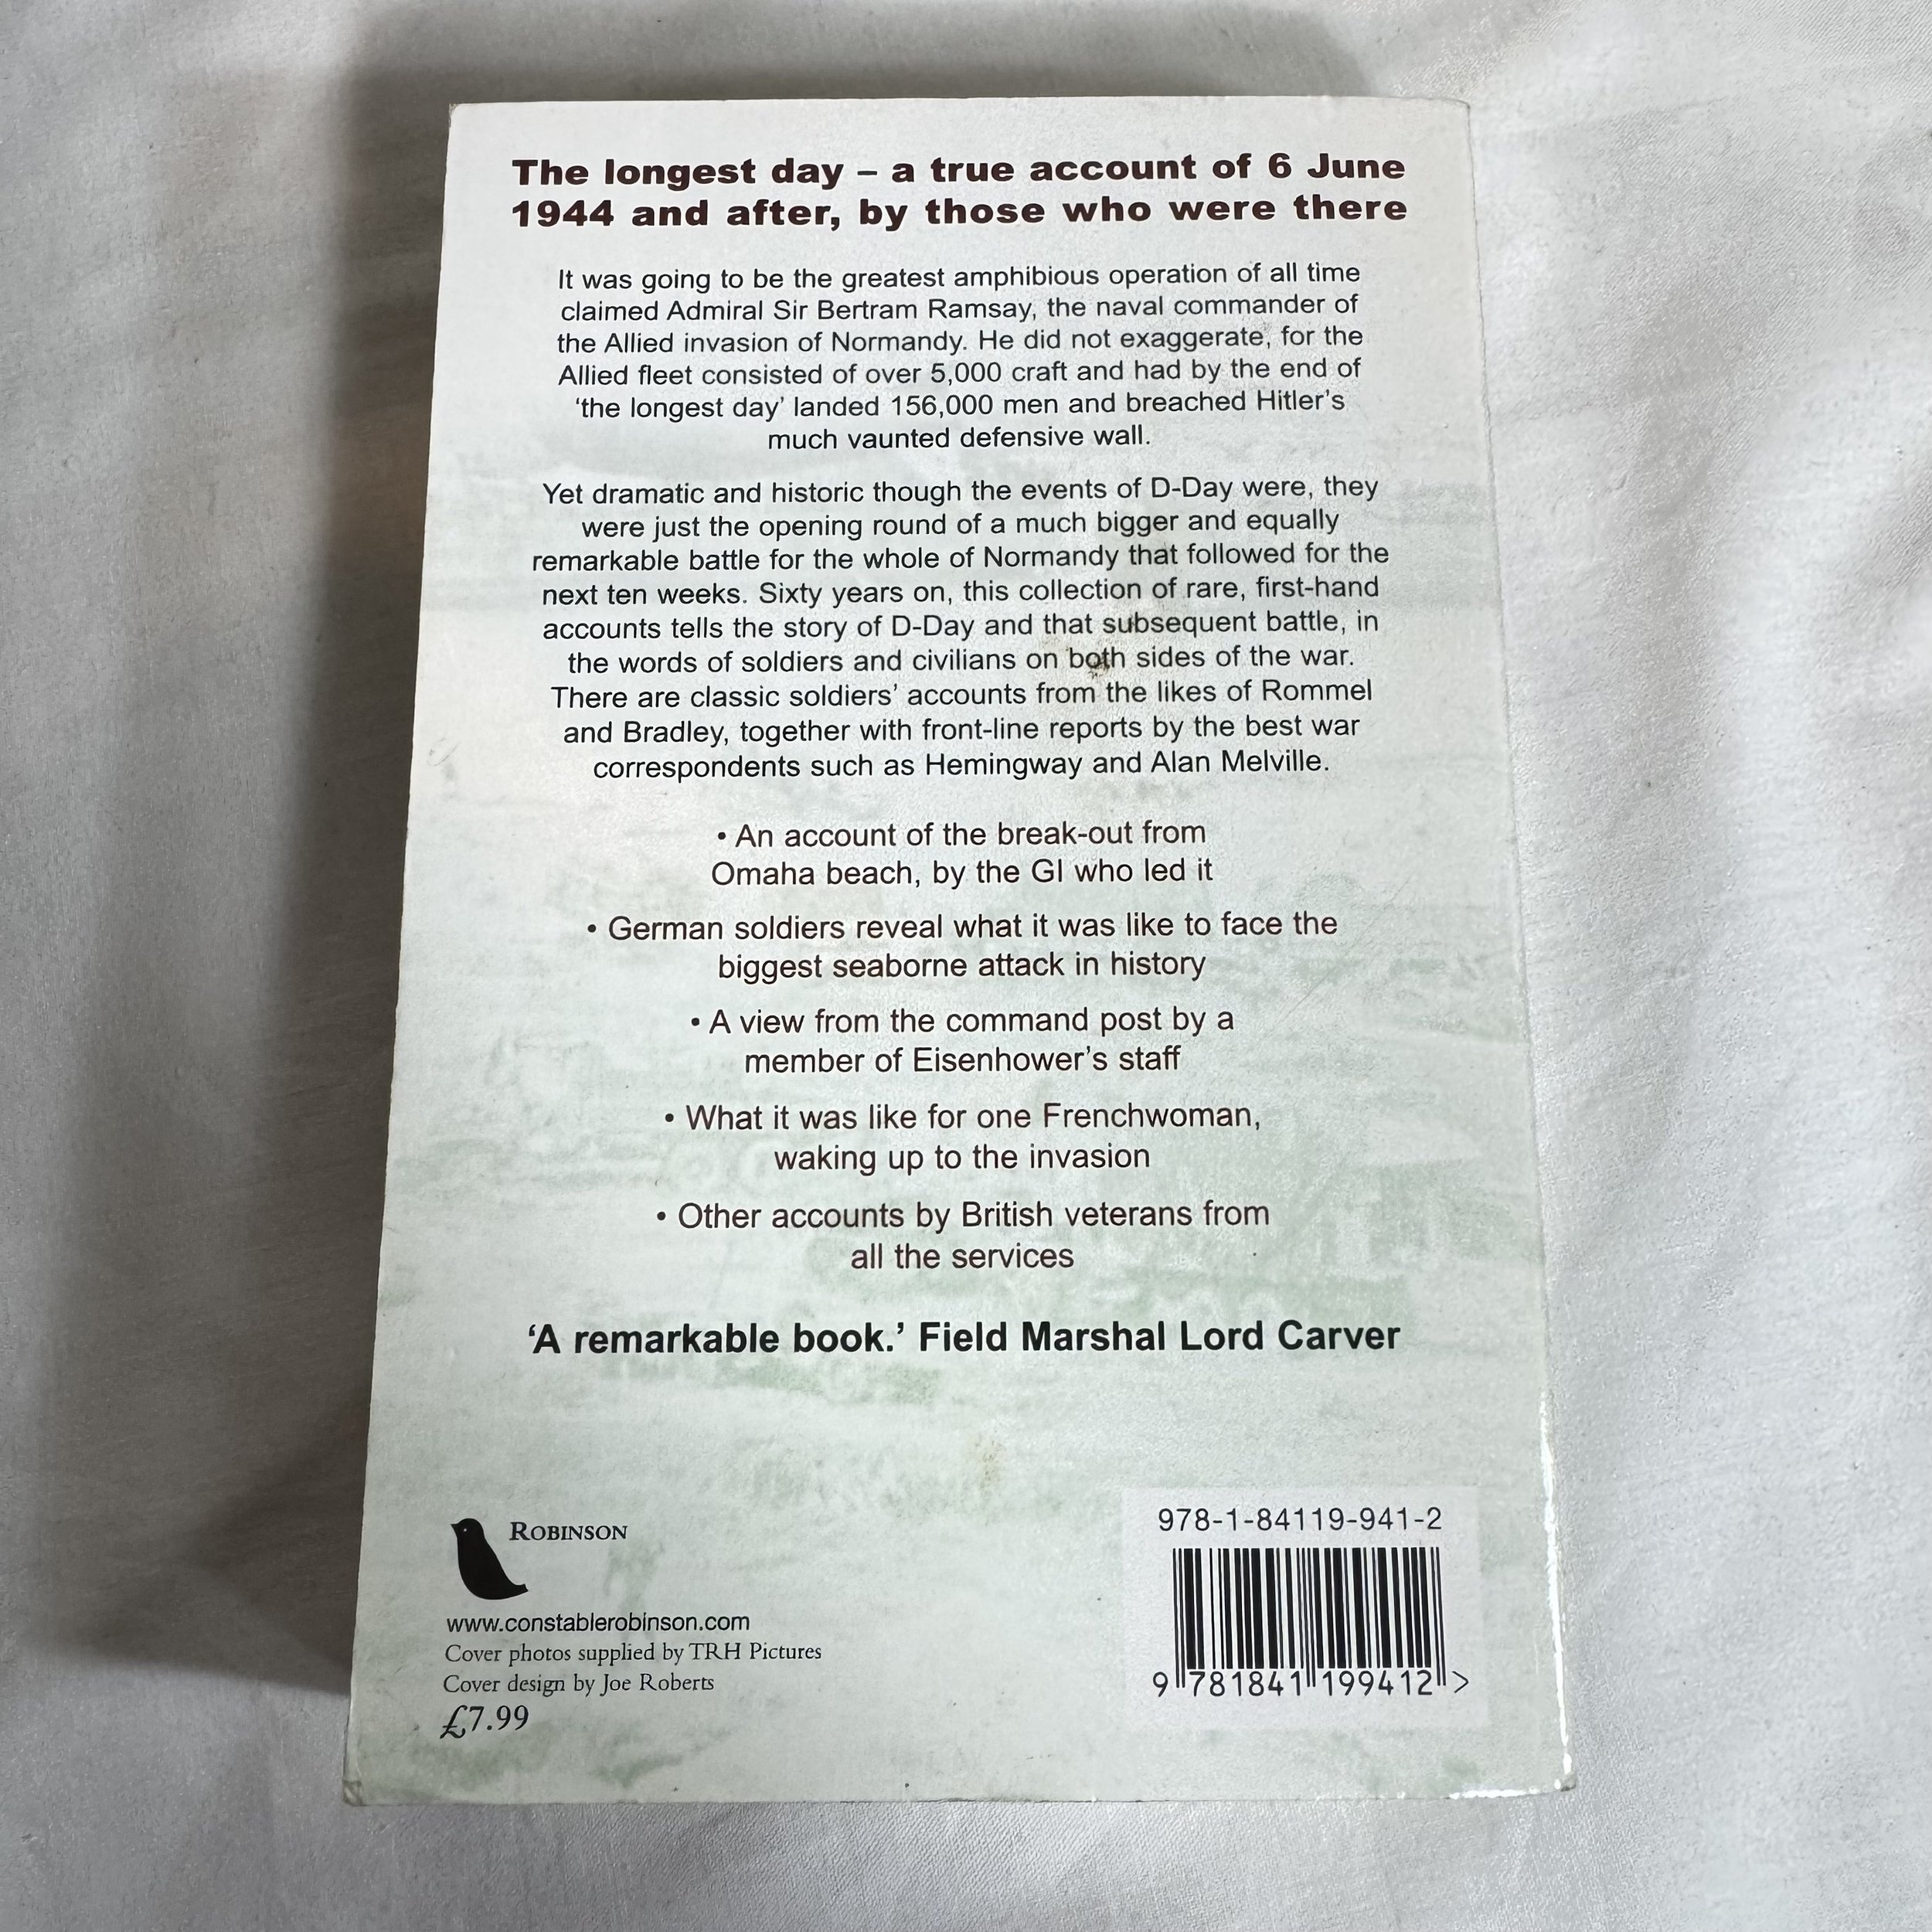 The longest day – a true account of 6 June
1944 and after, by those who were there
It was going to be the greatest amphibious operation of all time
claimed Admiral Sir Bertram Ramsay, the naval commander of
the Allied invasion of Normandy. He did not exaggerate, for the
Allied fleet consisted of over 5,000 craft and had by the end of
‘the longest day’ landed 156,000 men and breached Hitler’s
much vaunted defensive wall.
Yet dramatic and historic though the events of D-Day were, they
were just the opening round of a much bigger and equally
remarkable battle for the whole of Normandy that followed for the
next ten weeks. Sixty years on, this collection of rare, first-hand
accounts tells the story of D-Day and that subsequent battle, in
the words of soldiers and civilians on both sides of the war.
There are classic soldiers’ accounts from the likes of Rommel
and Bradley, together with front-line reports by the best war
correspondents such as Hemingway and Alan Melville.
• An account of the break-out from
Omaha beach, by the GI who led it
• German soldiers reveal what it was like to face the
biggest seaborne attack in history
• A view from the command post by a
member of Eisenhower’s staff
• What it was like for one Frenchwoman,
waking up to the invasion
• Other accounts by British veterans from
all the services
‘A remarkable book.’ Field Marshal Lord Carver
ROBINSON
www.constablerobinson.com
Cover photos supplied by TRH Pictures
Cover design by Joe Roberts
£7.99
978-1-84119-941-2
9 781841 199412 >